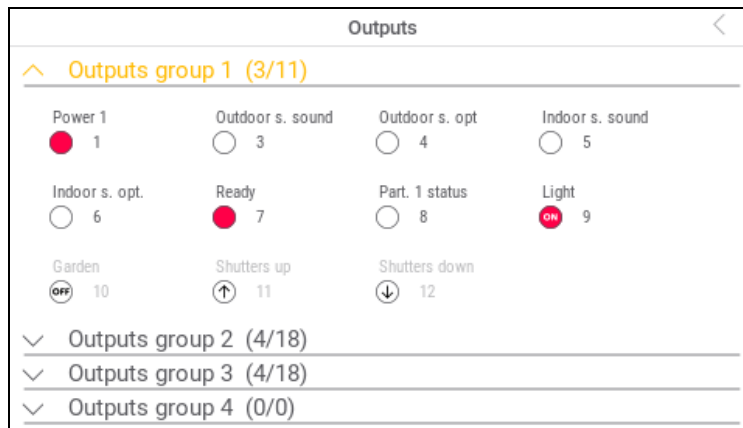 Outputs
Outputs group 1 (3/11)
Power 1 Outdoor s. sound Outdoor s. opt Indoor s. sound
1 3 4 5
Indoor s. opt. Ready Part. 1 status Light
6 7 8 ON 9
Garden Shutters up Shutters down
OFF 10 11 12
Outputs group 2 (4/18)
Outputs group 3 (4/18)
Outputs group 4 (0/0)